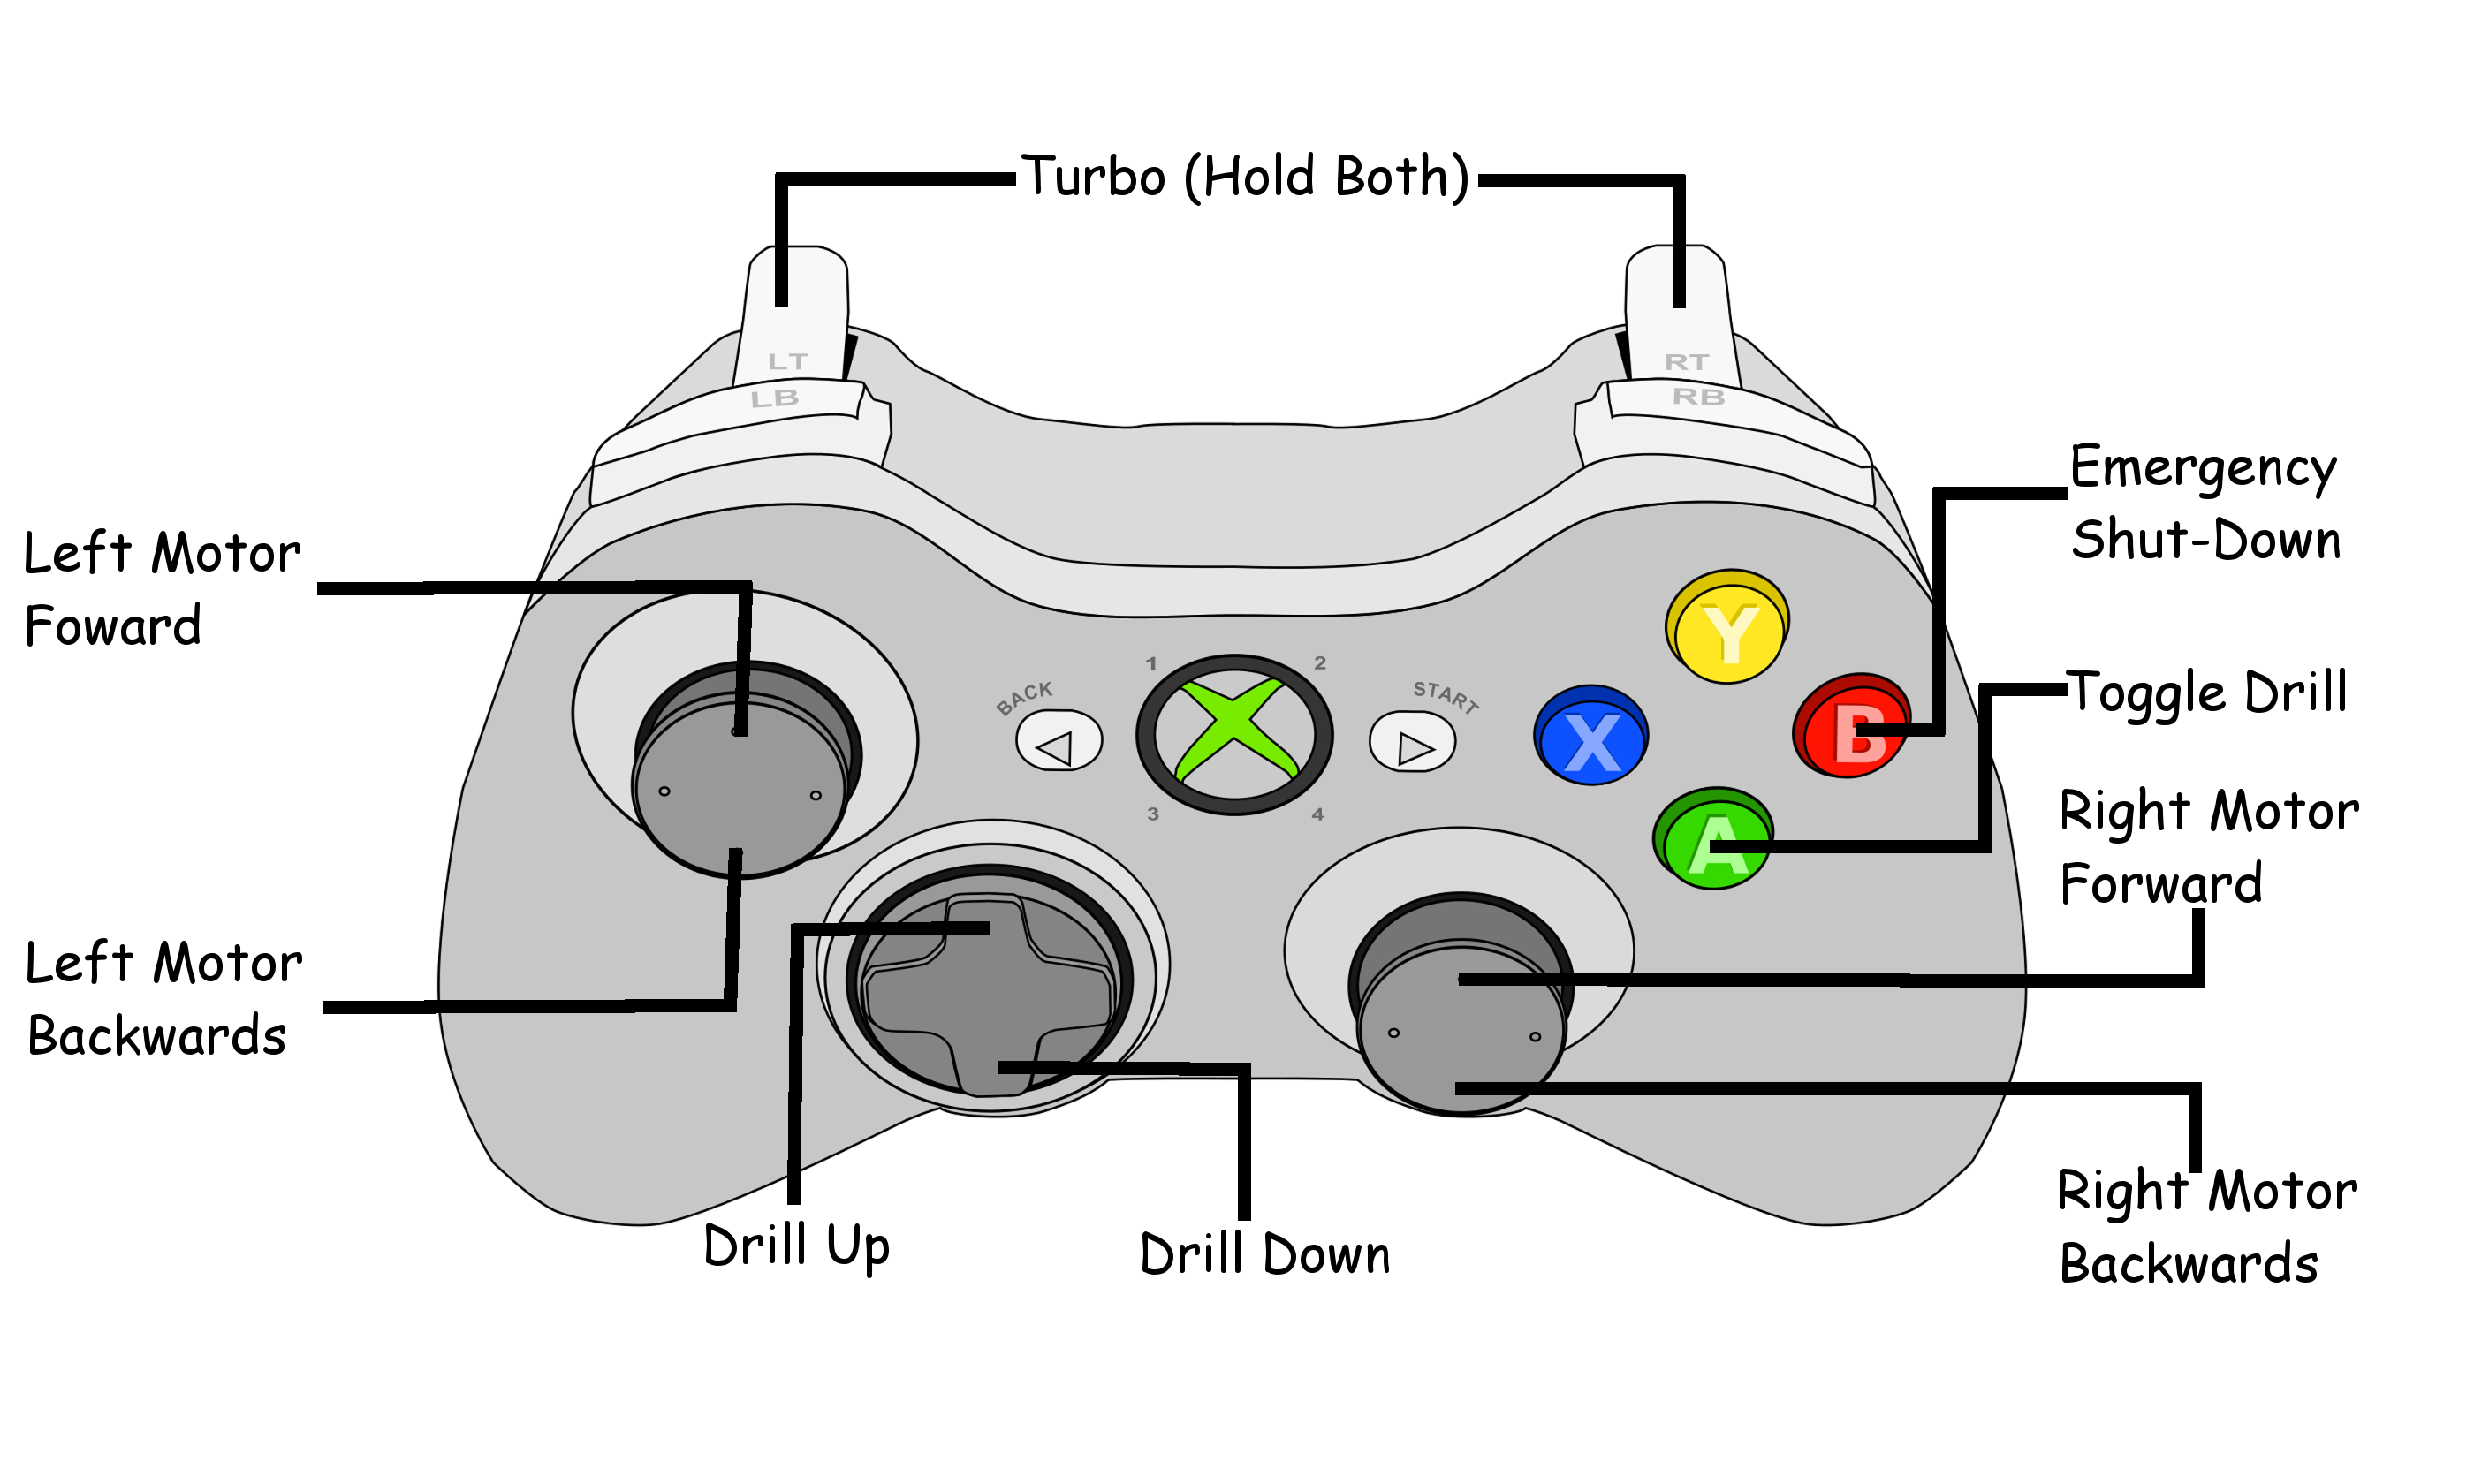 Turbo (Hold Both)
LT
RT
LB
RB
Emergency
Shut-Down
Left Motor
Foward
Y
1
2
BACK
START
Toggle Drill
X
B
3
4
A
Right Motor
Forward
Left Motor
Backwards
Right Motor
Backwards
Drill Up
Drill Down